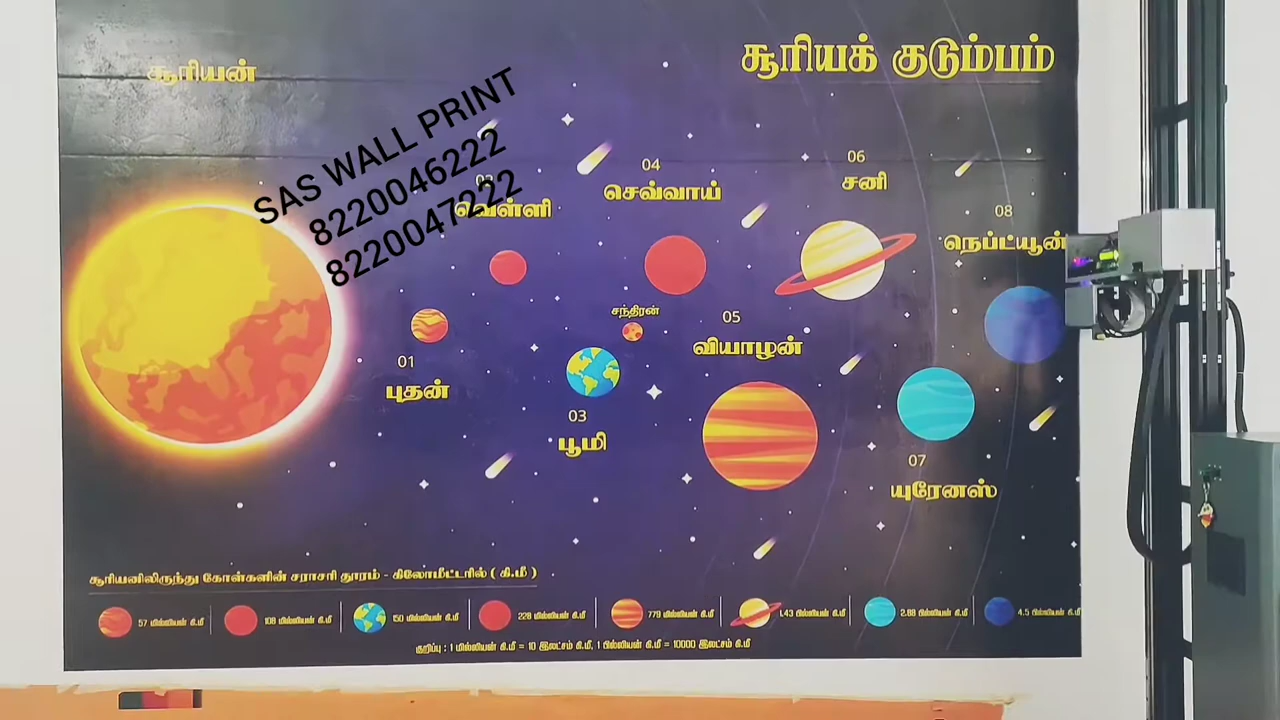 சூரியன்
சூரியக் குடும்பம்
SAS WALL PRINT
8220046222
8220047222
02
வெள்ளி
04
செவ்வாய்
06
சனி
08
நெப்ட்யூன்
சந்திரன்
05
வியாழன்
01
புதன்
03
பூமி
07
யுரேனஸ்
சூரியனிலிருந்து கோள்களின் சராசரி தூரம் - கிலோமீட்டரில் ( கி.மீ )
57 மில்லியன் கி.மீ
108 மில்லியன் கி.மீ
150 மில்லியன் கி.மீ
228 மில்லியன் கி.மீ
779 மில்லியன் கி.மீ
1.43 பில்லியன் கி.மீ
2.88 பில்லியன் கி.மீ
4.5 பில்லியன் கி.மீ
குறிப்பு : 1 மில்லியன் கி.மீ = 10 இலட்சம் கி.மீ, 1 பில்லியன் கி.மீ = 10000 இலட்சம் கி.மீ